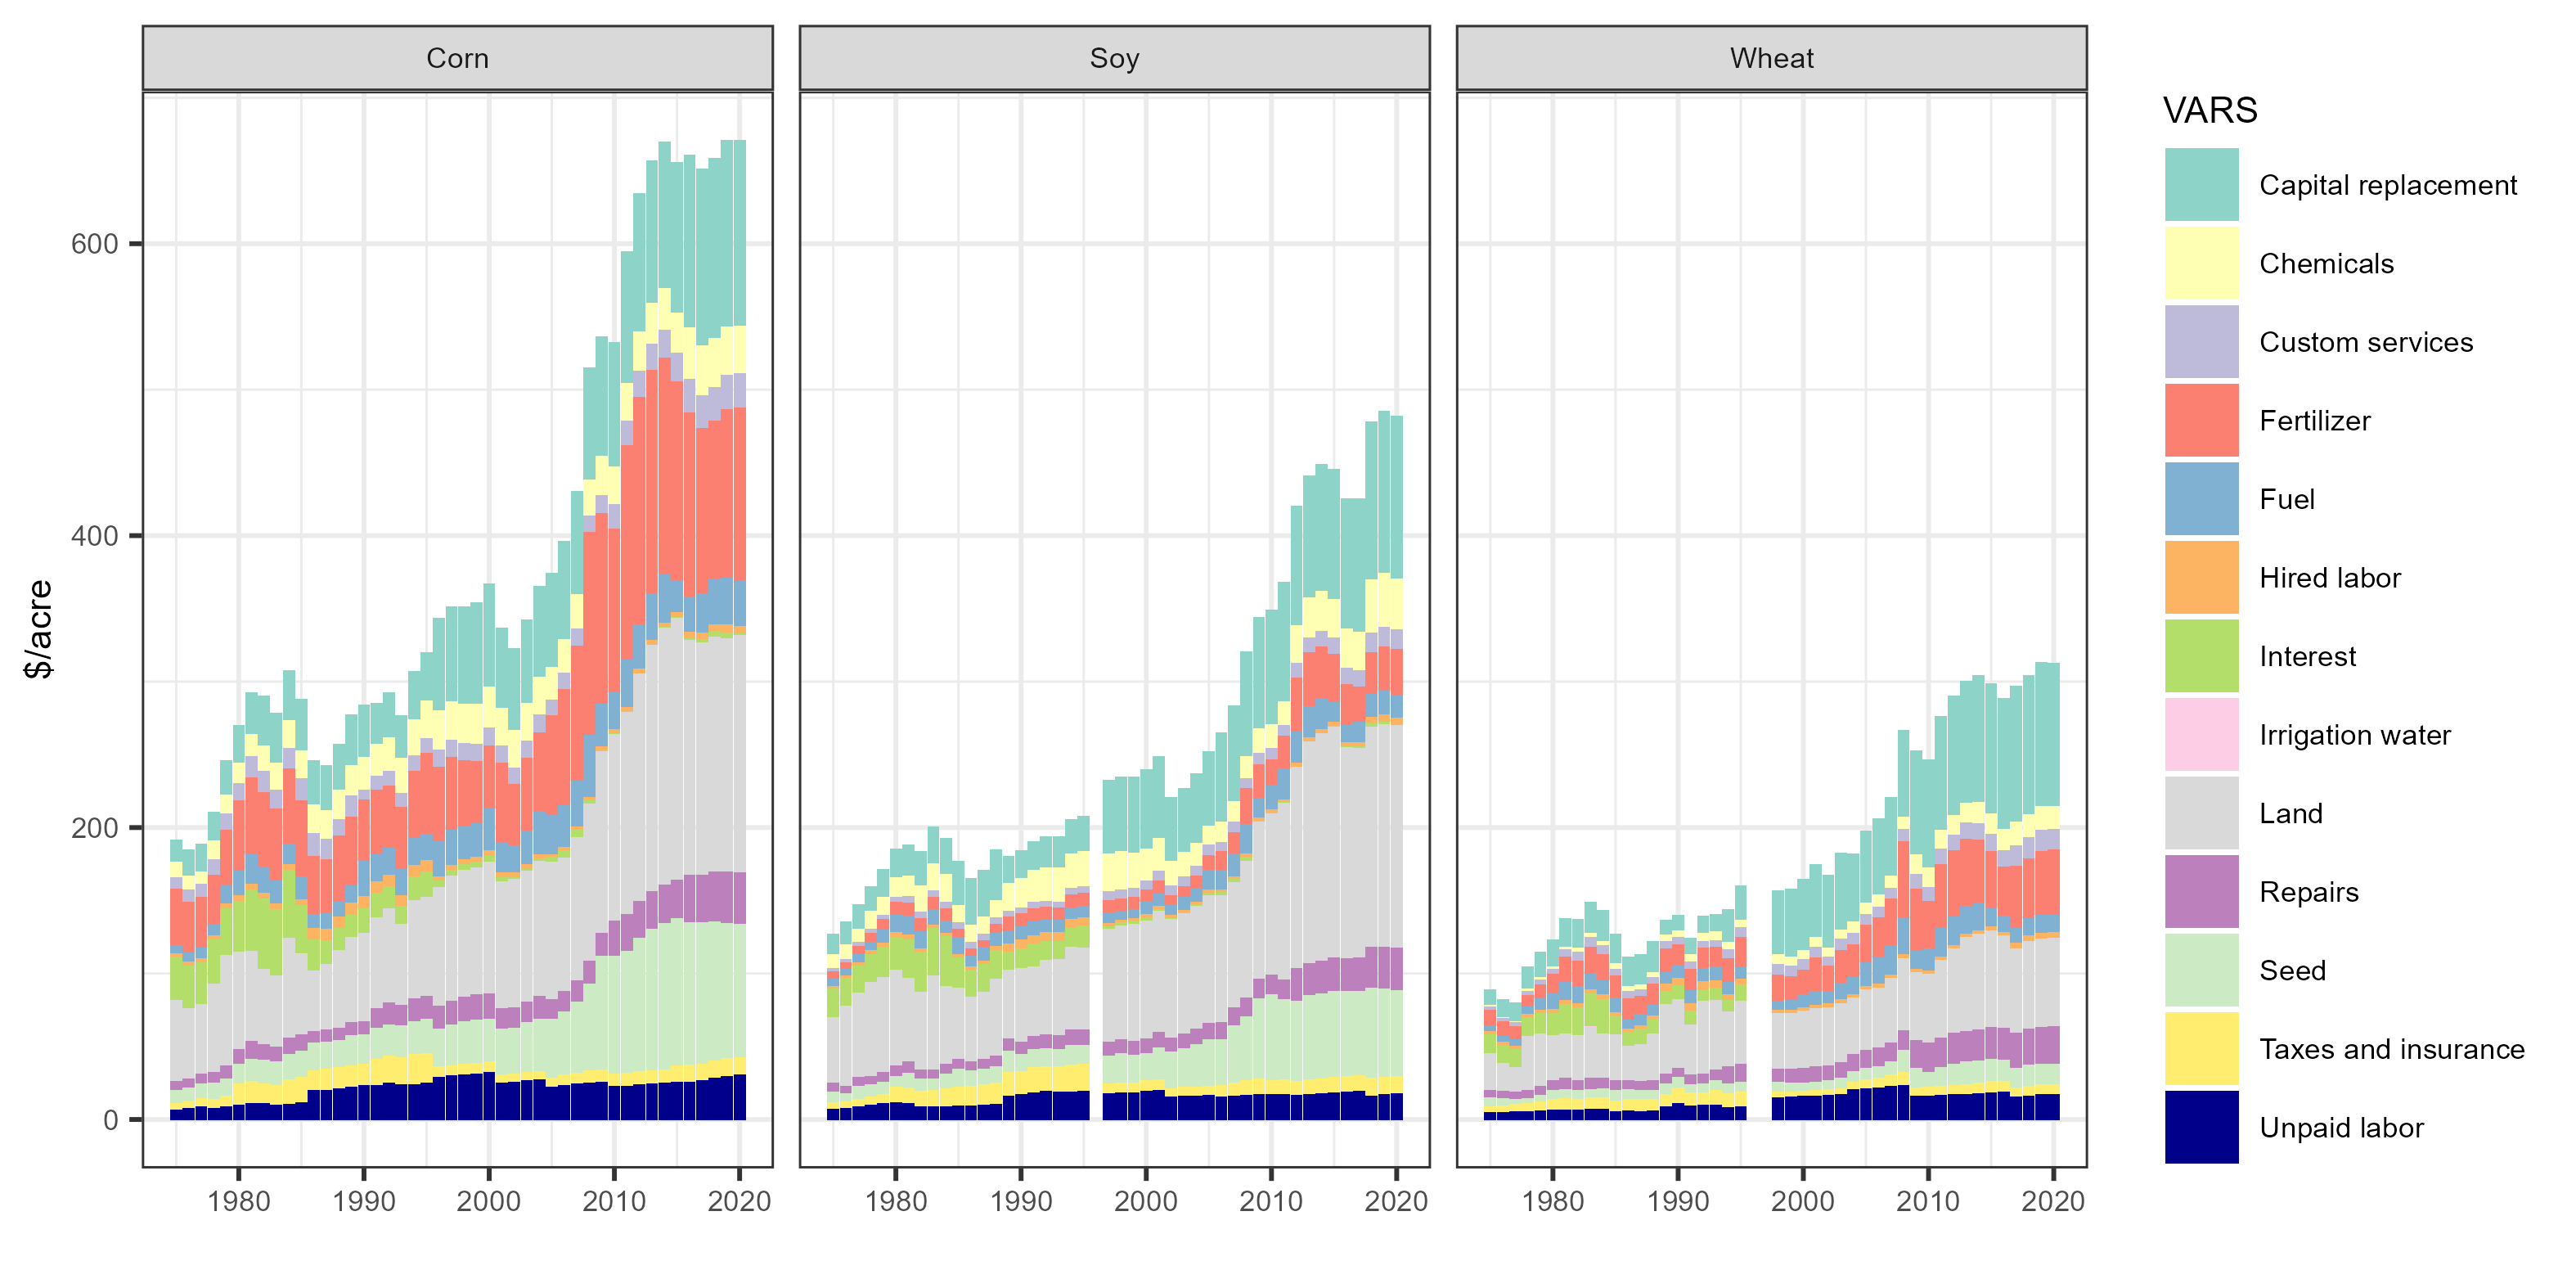 Corn
Soy
Wheat
$/acre
600
400
200
0
1980 1990 2000 2010 2020
1980 1990 2000 2010 2020
1980 1990 2000 2010 2020
VARS
Capital replacement
Chemicals
Custom services
Fertilizer
Fuel
Hired labor
Interest
Irrigation water
Land
Repairs
Seed
Taxes and insurance
Unpaid labor